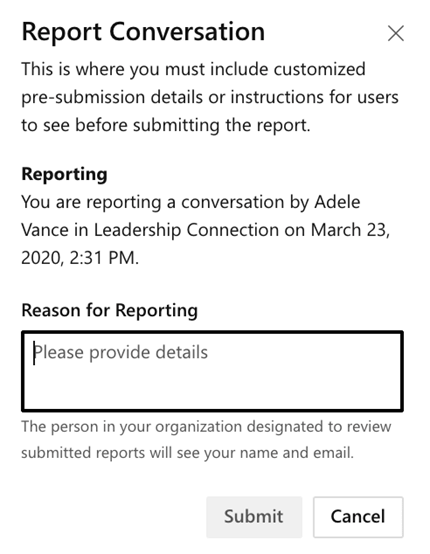 Report Conversation
This is where you must include customized
pre-submission details or instructions for users
to see before submitting the report.
Reporting
You are reporting a conversation by Adele
Vance in Leadership Connection on March 23,
2020, 2:31 PM.
Reason for Reporting
Please provide details
The person in your organization designated to review
submitted reports will see your name and email.
Submit Cancel